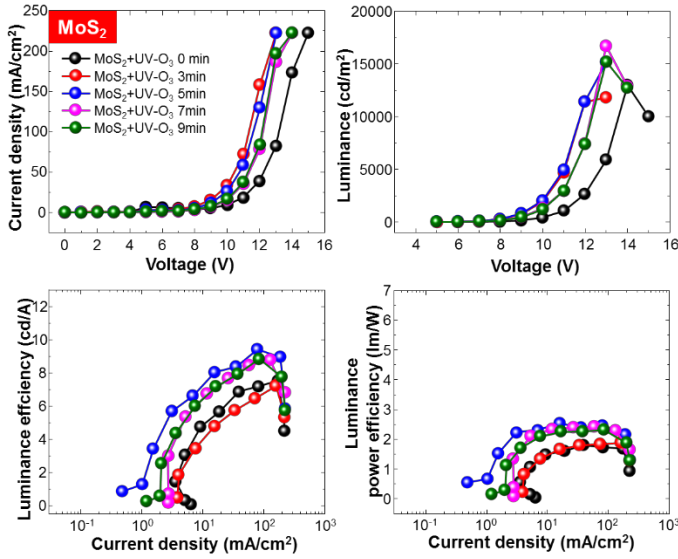 MoS₂
MoS₂+UV-O₃ 0 min
MoS₂+UV-O₃ 3min
MoS₂+UV-O₃ 5min
MoS₂+UV-O₃ 7min
MoS₂+UV-O₃ 9min
Current density (mA/cm²)
250
200
150
100
50
0
0 2 4 6 8 10 12 14 16
Voltage (V)
Luminance (cd/m²)
20000
15000
10000
5000
0
4 6 8 10 12 14 16
Voltage (V)
Luminance effciency (cd/A)
12
10
8
6
4
2
0
10⁻¹ 10⁰ 10¹ 10² 10³
Current density (mA/cm²)
Luminance
power efficiency (lm/W)
7
6
5
4
3
2
1
0
10⁻¹ 10⁰ 10¹ 10² 10³
Current density (mA/cm²)